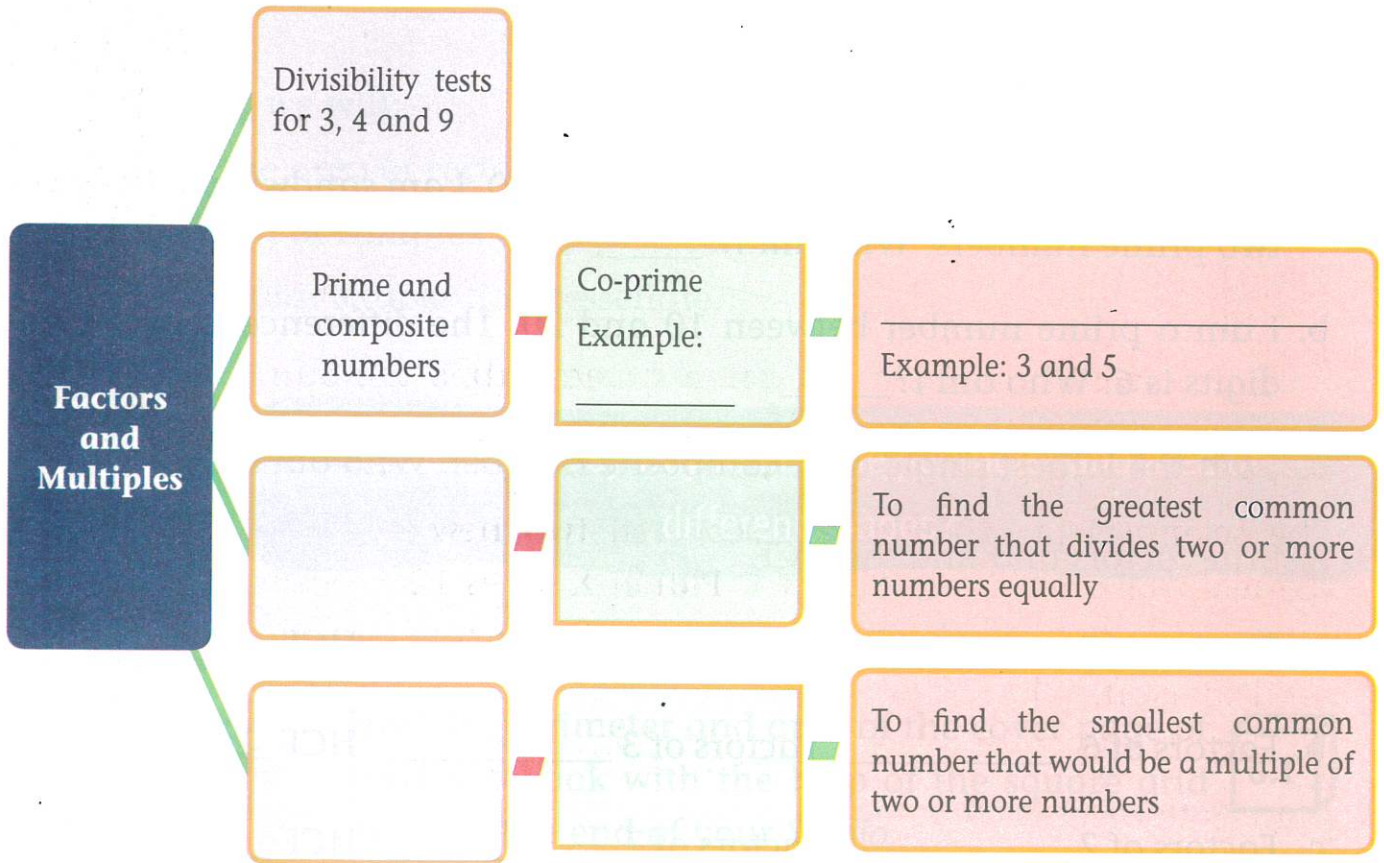 Divisibility tests
for 3, 4 and 9
Factors
and
Multiples
Prime and
composite
numbers
Co-prime
Example:
Example: 3 and 5
To find the greatest common
number that divides two or more
numbers equally
To find the smallest common
number that would be a multiple of
two or more numbers